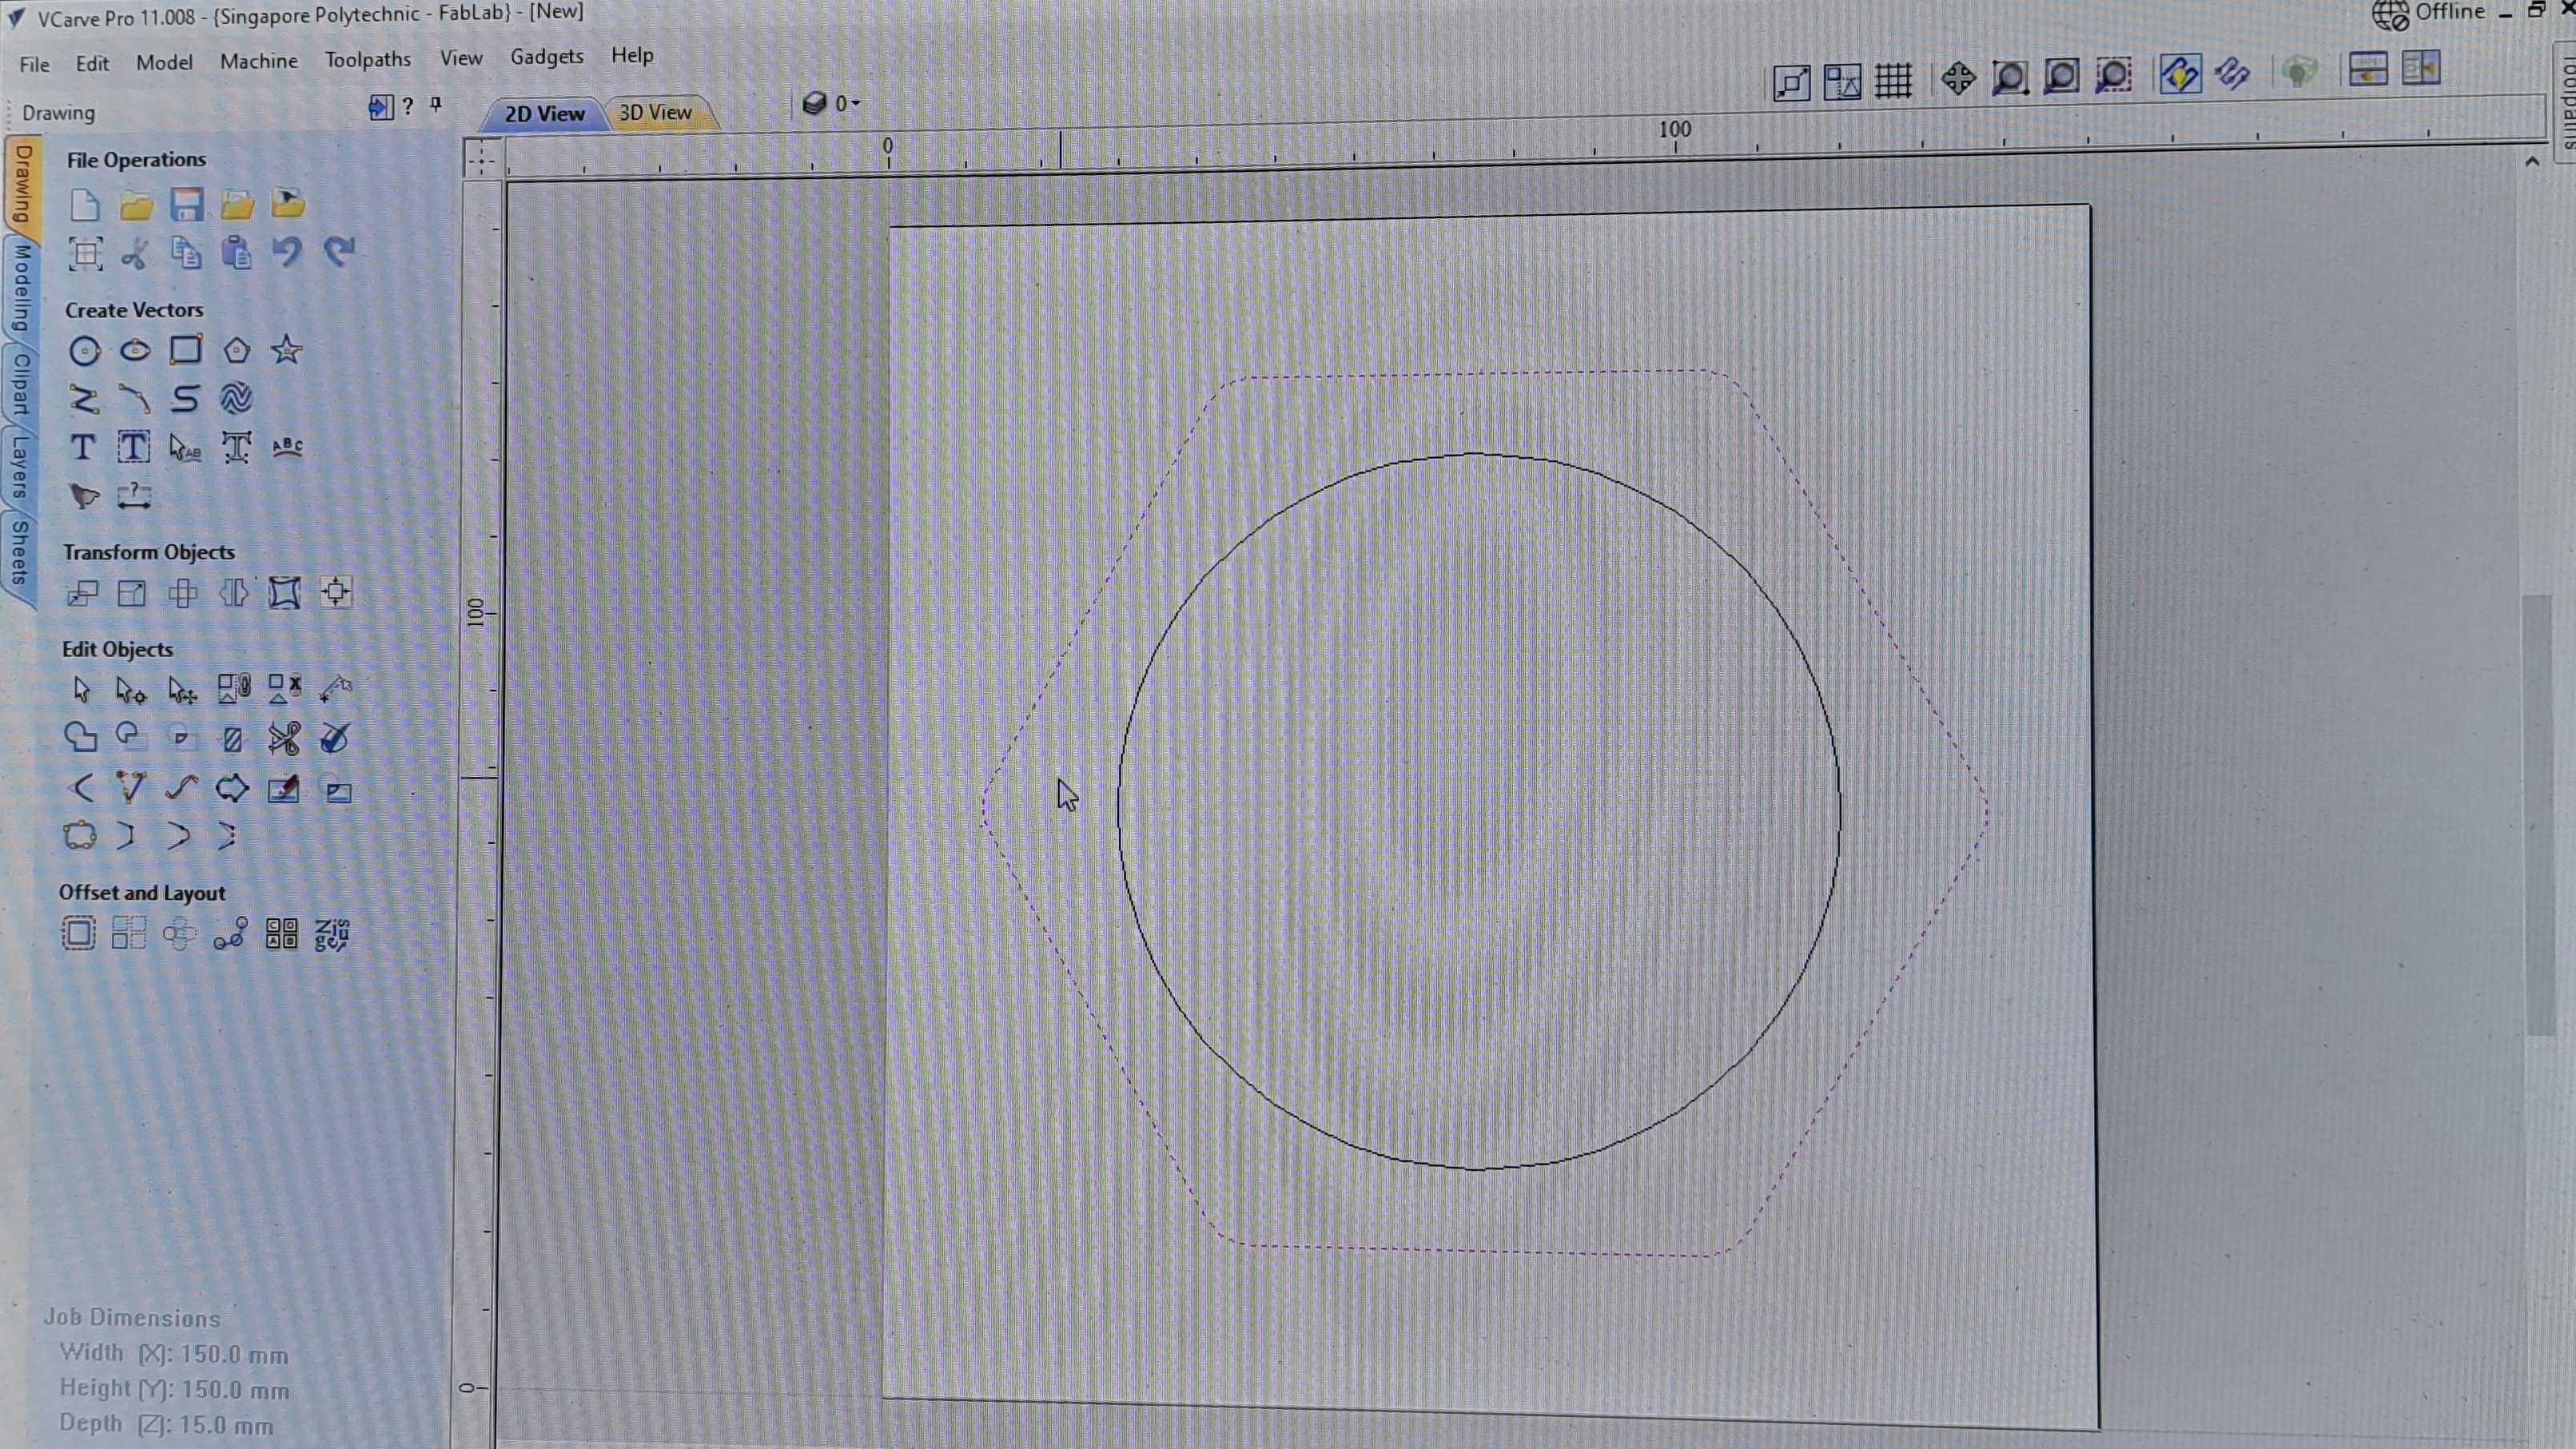 VCarve Pro 11.008 - {Singapore Polytechnic - FabLab} - [New]
Offline
File Edit Model Machine Toolpaths View Gadgets Help
Drawing
?
2D View 3D View
0
Toolpaths
0 100
Drawing
Modeling
Clipart
Layers
Sheets
File Operations
Create Vectors
T T AB T ABC
?
Transform Objects
Edit Objects
Offset and Layout
100
0
Job Dimensions
Width (X): 150.0 mm
Height (Y): 150.0 mm
Depth (Z): 15.0 mm